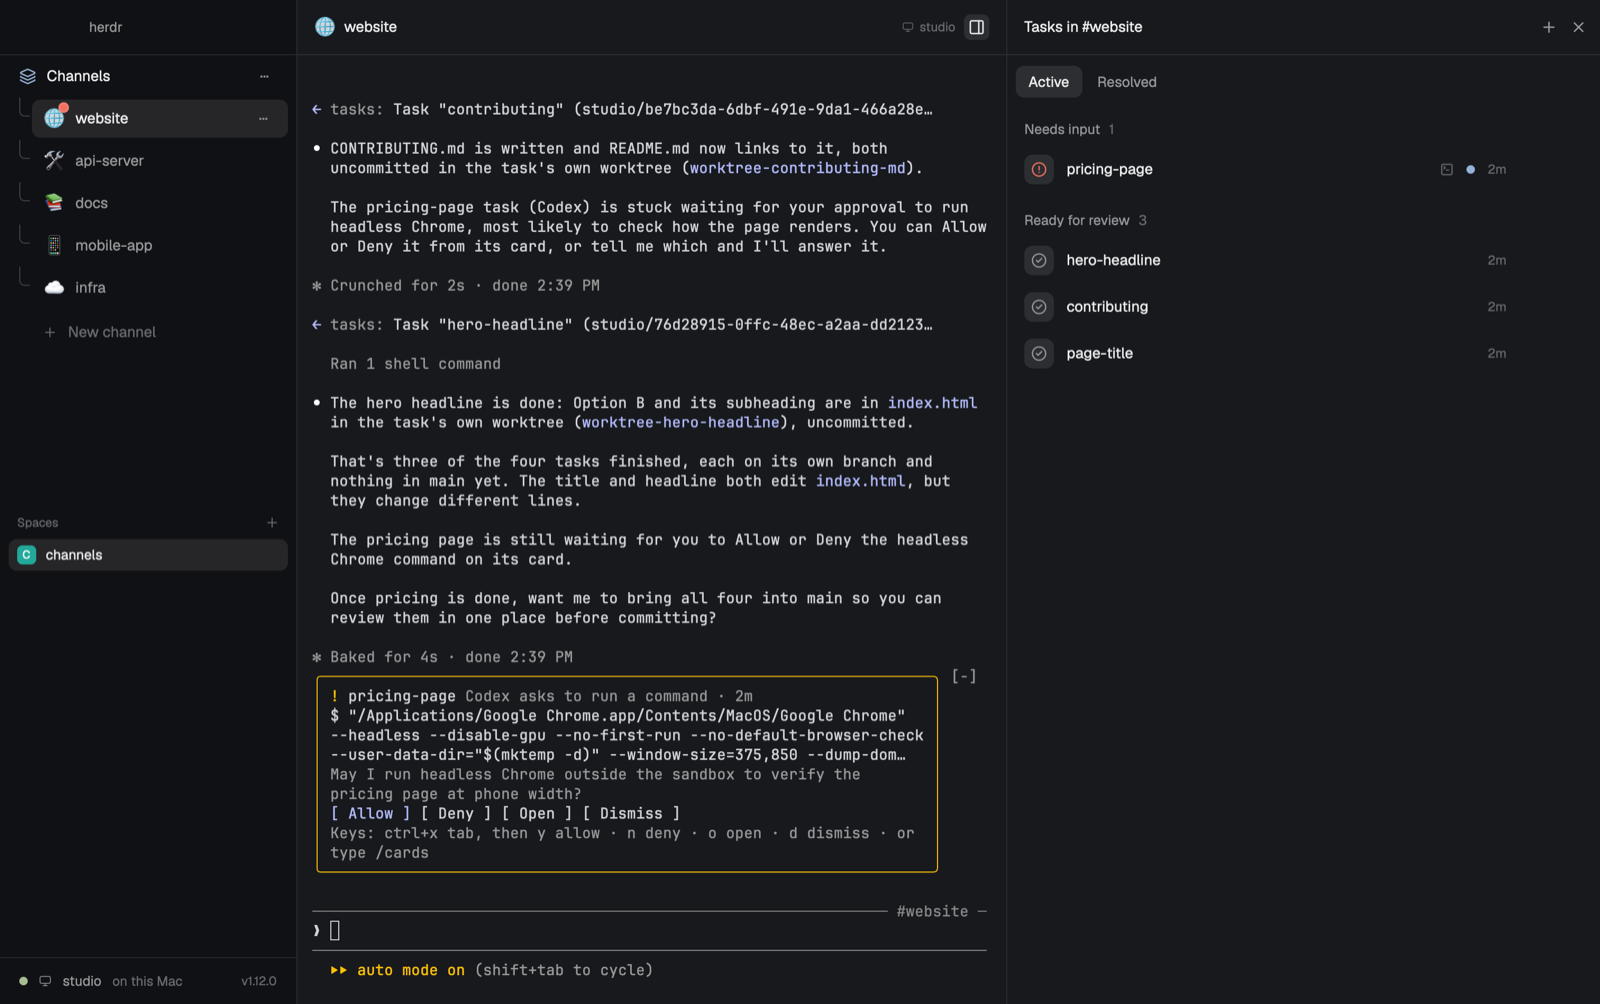 herdr
Channels
website
api-server
docs
mobile-app
infra
+ New channel
Spaces
+
C channels
studio on this Mac v1.12.0
website
studio
← tasks: Task "contributing" (studio/be7bc3da-6dbf-491e-9da1-466a28e…
• CONTRIBUTING.md is written and README.md now links to it, both
uncommitted in the task's own worktree (worktree-contributing-md).
The pricing-page task (Codex) is stuck waiting for your approval to run
headless Chrome, most likely to check how the page renders. You can Allow
or Deny it from its card, or tell me which and I'll answer it.
✻ Crunched for 2s · done 2:39 PM
← tasks: Task "hero-headline" (studio/76d28915-0ffc-48ec-a2aa-dd2123…
Ran 1 shell command
• The hero headline is done: Option B and its subheading are in index.html
in the task's own worktree (worktree-hero-headline), uncommitted.
That's three of the four tasks finished, each on its own branch and
nothing in main yet. The title and headline both edit index.html, but
they change different lines.
The pricing page is still waiting for you to Allow or Deny the headless
Chrome command on its card.
Once pricing is done, want me to bring all four into main so you can
review them in one place before committing?
✻ Baked for 4s · done 2:39 PM
[-]
! pricing-page Codex asks to run a command · 2m
$ "/Applications/Google Chrome.app/Contents/MacOS/Google Chrome"
--headless --disable-gpu --no-first-run --no-default-browser-check
--user-data-dir="$(mktemp -d)" --window-size=375,850 --dump-dom…
May I run headless Chrome outside the sandbox to verify the
pricing page at phone width?
[ Allow ] [ Deny ] [ Open ] [ Dismiss ]
Keys: ctrl+x tab, then y allow · n deny · o open · d dismiss · or
type /cards
#website
❯
▸▸ auto mode on (shift+tab to cycle)
Tasks in #website
Active Resolved
Needs input 1
pricing-page 2m
Ready for review 3
hero-headline 2m
contributing 2m
page-title 2m